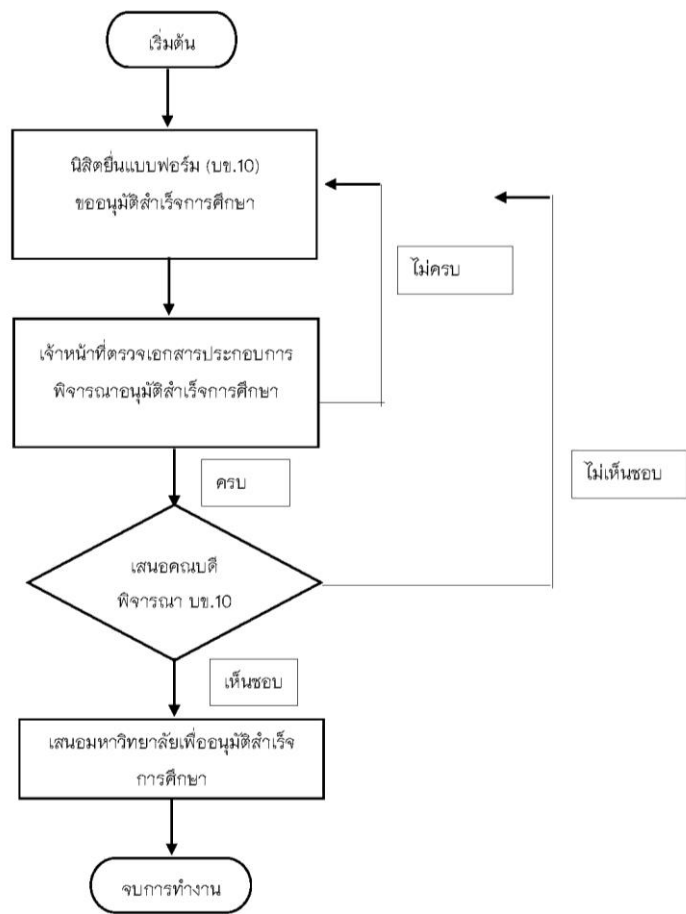 เริ่มต้น
นิสิตยื่นแบบฟอร์ม (บข.10)
ขออนุมัติสำเร็จการศึกษา
ไม่ครบ
เจ้าหน้าที่ตรวจเอกสารประกอบการ
พิจารณาอนุมัติสำเร็จการศึกษา
ครบ
ไม่เห็นชอบ
เสนอคณบดี
พิจารณา บข.10
เห็นชอบ
เสนอมหาวิทยาลัยเพื่ออนุมัติสำเร็จ
การศึกษา
จบการทำงาน